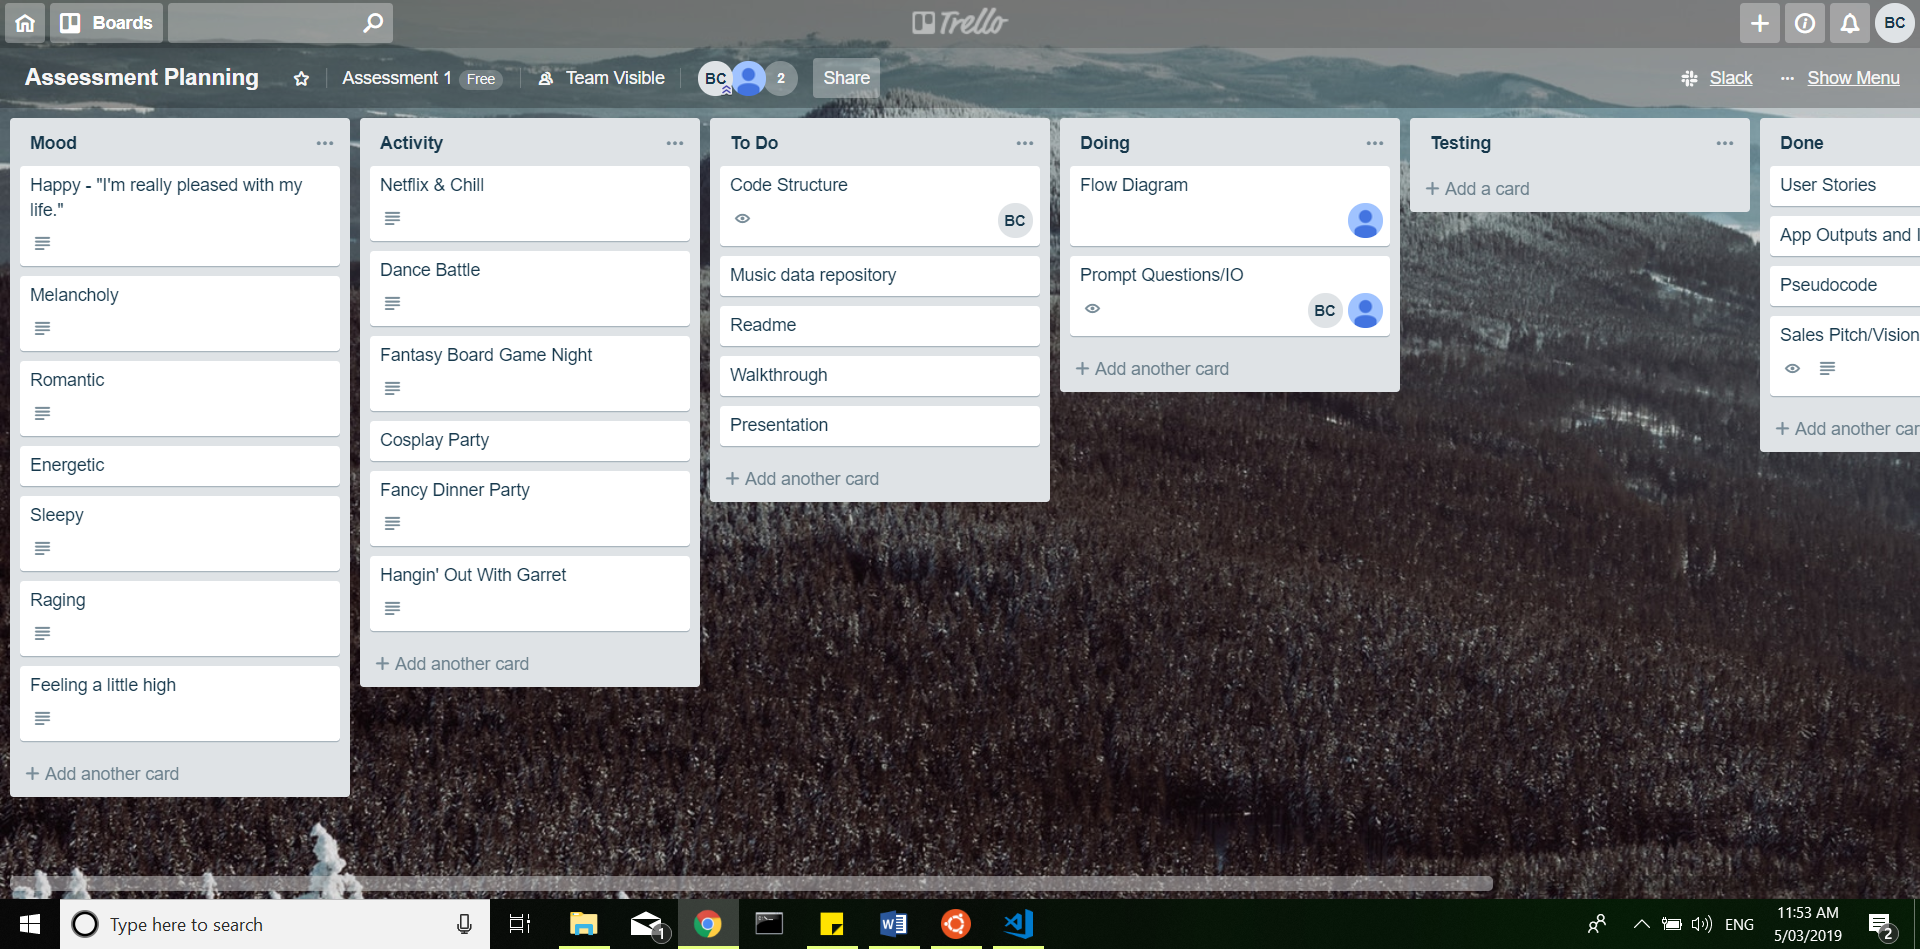 Boards
Trello
BC
Assessment Planning
Assessment 1 Free
Team Visible
BC
2
Share
Slack
Show Menu
Mood
Happy - "I'm really pleased with my
life."
Melancholy
Romantic
Energetic
Sleepy
Raging
Feeling a little high
+ Add another card
Activity
Netflix & Chill
Dance Battle
Fantasy Board Game Night
Cosplay Party
Fancy Dinner Party
Hangin' Out With Garret
+ Add another card
To Do
Code Structure
BC
Music data repository
Readme
Walkthrough
Presentation
+ Add another card
Doing
Flow Diagram
Prompt Questions/IO
BC
+ Add another card
Testing
+ Add a card
Done
User Stories
App Outputs and I
Pseudocode
Sales Pitch/Vision
+ Add another car
Type here to search
1
ENG
11:53 AM
5/03/2019
2